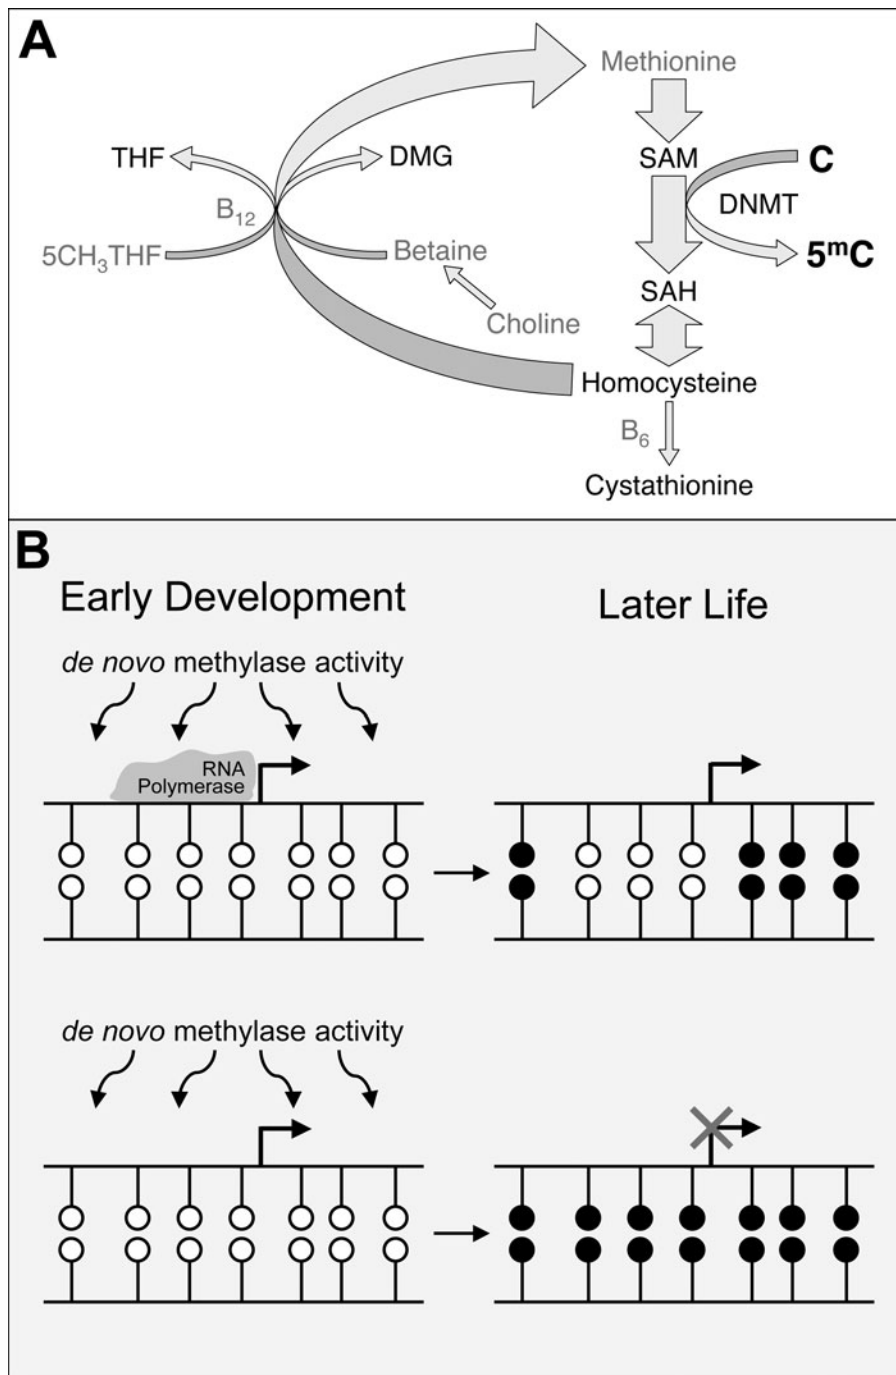 A
Methionine
THF
DMG
SAM
C
B12
DNMT
5CH3THF
Betaine
5mC
SAH
Choline
Homocysteine
B6
Cystathionine
B
Early Development
Later Life
de novo methylase activity
RNA
Polymerase
de novo methylase activity